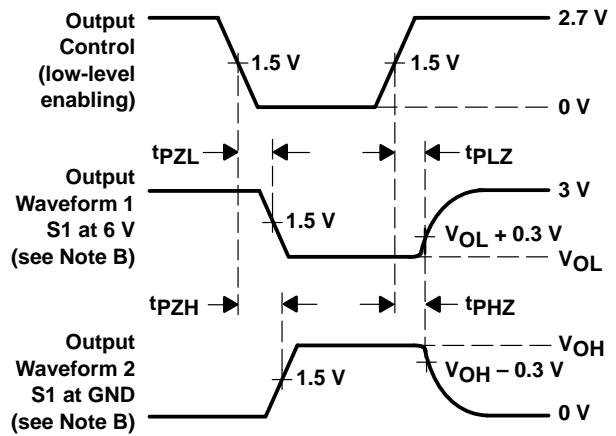 Output
Control
(low-level
enabling)
1.5 V
1.5 V
2.7 V
0 V
tPZL
tPLZ
Output
Waveform 1
S1 at 6 V
(see Note B)
1.5 V
3 V
VOL + 0.3 V
VOL
tPZH
tPHZ
Output
Waveform 2
S1 at GND
(see Note B)
1.5 V
VOH
VOH − 0.3 V
0 V